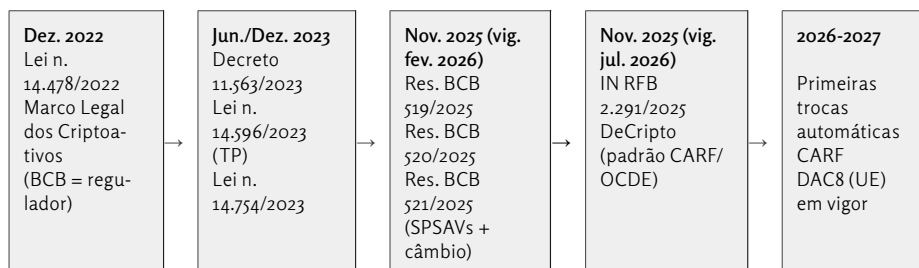 Dez. 2022
Lei n.
14.478/2022
Marco Legal
dos Criptoa-
tivos
(BCB = regu-
lador)
→
Jun./Dez. 2023
Decreto
11.563/2023
Lei n.
14.596/2023
(TP)
Lei n.
14.754/2023
→
Nov. 2025 (vig.
fev. 2026)
Res. BCB
519/2025
Res. BCB
520/2025
Res. BCB
521/2025
(SPSAVs +
câmbio)
→
Nov. 2025 (vig.
jul. 2026)
IN RFB
2.291/2025
DeCripto
(padrão CARF/
OCDE)
→
2026-2027
Primeiras
trocas
automáticas
CARF
DAC8 (UE)
em vigor